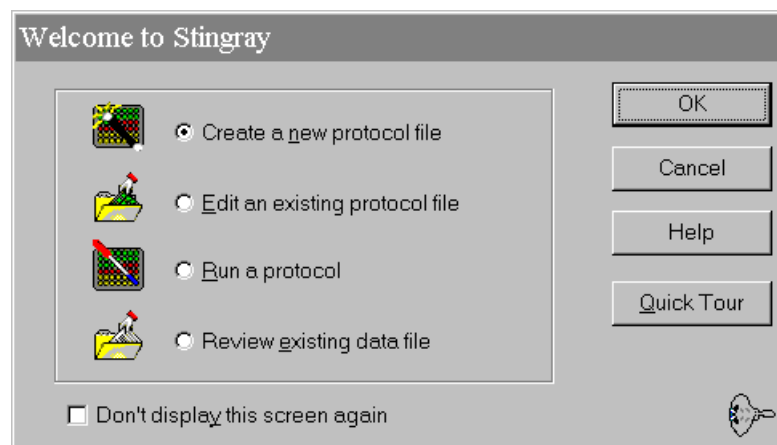 Welcome to Stingray
Create a new protocol file
Edit an existing protocol file
Run a protocol
Review existing data file
Don't display this screen again
OK
Cancel
Help
Quick Tour